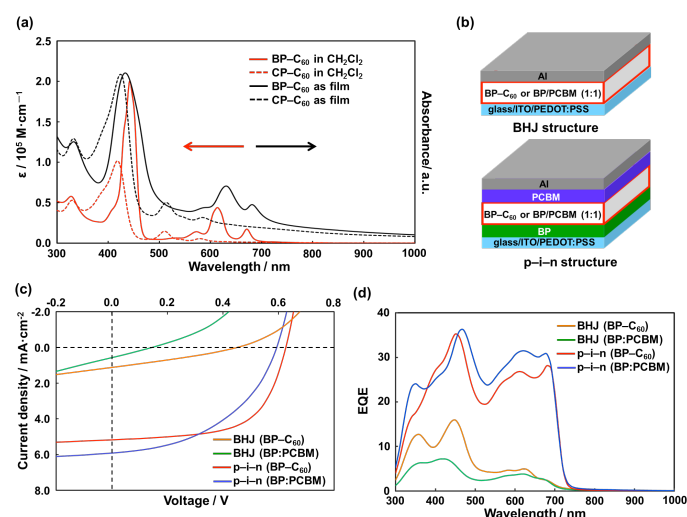 (a)
2.5
2.0
1.5
1.0
0.5
0.0
ε / 10⁵ M·cm⁻¹
BP–C₆₀ in CH₂Cl₂
CP–C₆₀ in CH₂Cl₂
BP–C₆₀ as film
CP–C₆₀ as film
Absorbance/ a.u.
300 400 500 600 700 800 900 1000
Wavelength / nm
(b)
Al
BP–C₆₀ or BP/PCBM (1:1)
glass/ITO/PEDOT:PSS
BHJ structure
Al
PCBM
BP–C₆₀ or BP/PCBM (1:1)
BP
glass/ITO/PEDOT:PSS
p–i–n structure
(c)
-0.2 0.0 0.2 0.4 0.6 0.8
-2.0
0.0
2.0
4.0
6.0
8.0
Current density / mA·cm⁻²
BHJ (BP–C₆₀)
BHJ (BP:PCBM)
p–i–n (BP–C₆₀)
p–i–n (BP:PCBM)
Voltage / V
(d)
40
30
20
10
0
EQE
BHJ (BP–C₆₀)
BHJ (BP:PCBM)
p–i–n (BP–C₆₀)
p–i–n (BP:PCBM)
300 400 500 600 700 800 900 1000
Wavelength / nm